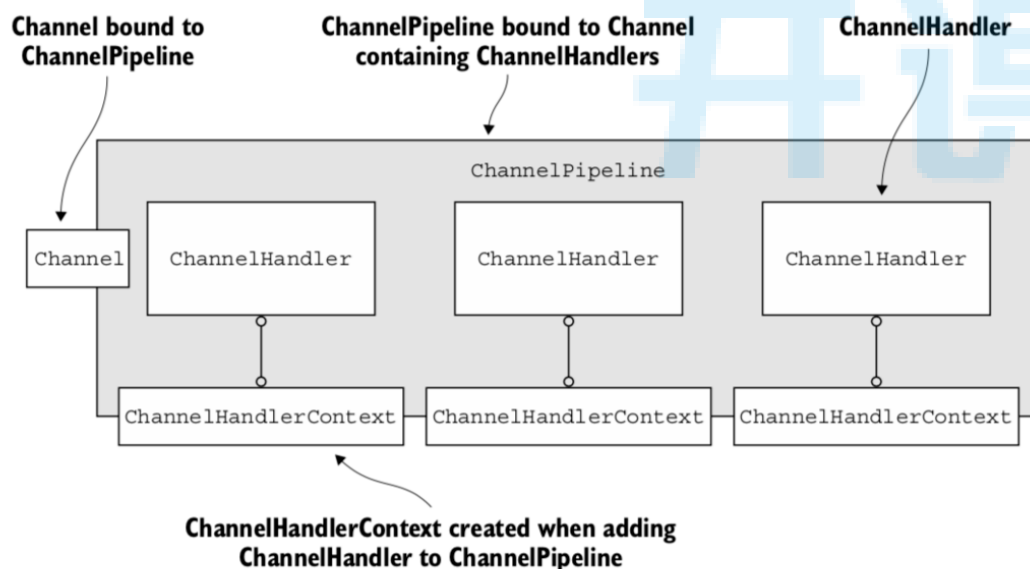 Channel bound to
ChannelPipeline
ChannelPipeline bound to Channel
containing ChannelHandlers
ChannelHandler
ChannelPipeline
Channel
ChannelHandler
ChannelHandler
ChannelHandler
ChannelHandlerContext
ChannelHandlerContext
ChannelHandlerContext
ChannelHandlerContext created when adding
ChannelHandler to ChannelPipeline